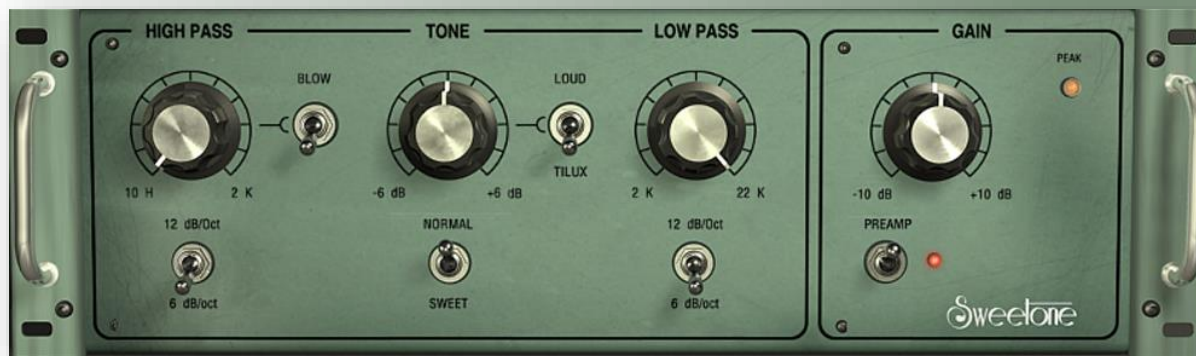 HIGH PASS TONE LOW PASS GAIN
PEAK
BLOW LOUD
TILUX
10 H 2 K -6 dB +6 dB 2 K 22 K -10 dB +10 dB
12 dB/Oct NORMAL 12 dB/Oct PREAMP
6 dB/oct SWEET 6 dB/oct
Sweetone